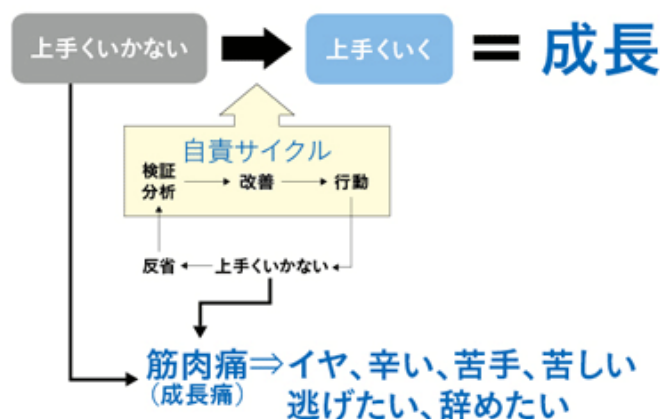 上手くいかない
上手くいく
＝ 成長
自責サイクル
検証
分析
改善
行動
反省
上手くいかない
筋肉痛⇒イヤ、辛い、苦手、苦しい
(成長痛)
逃げたい、辞めたい